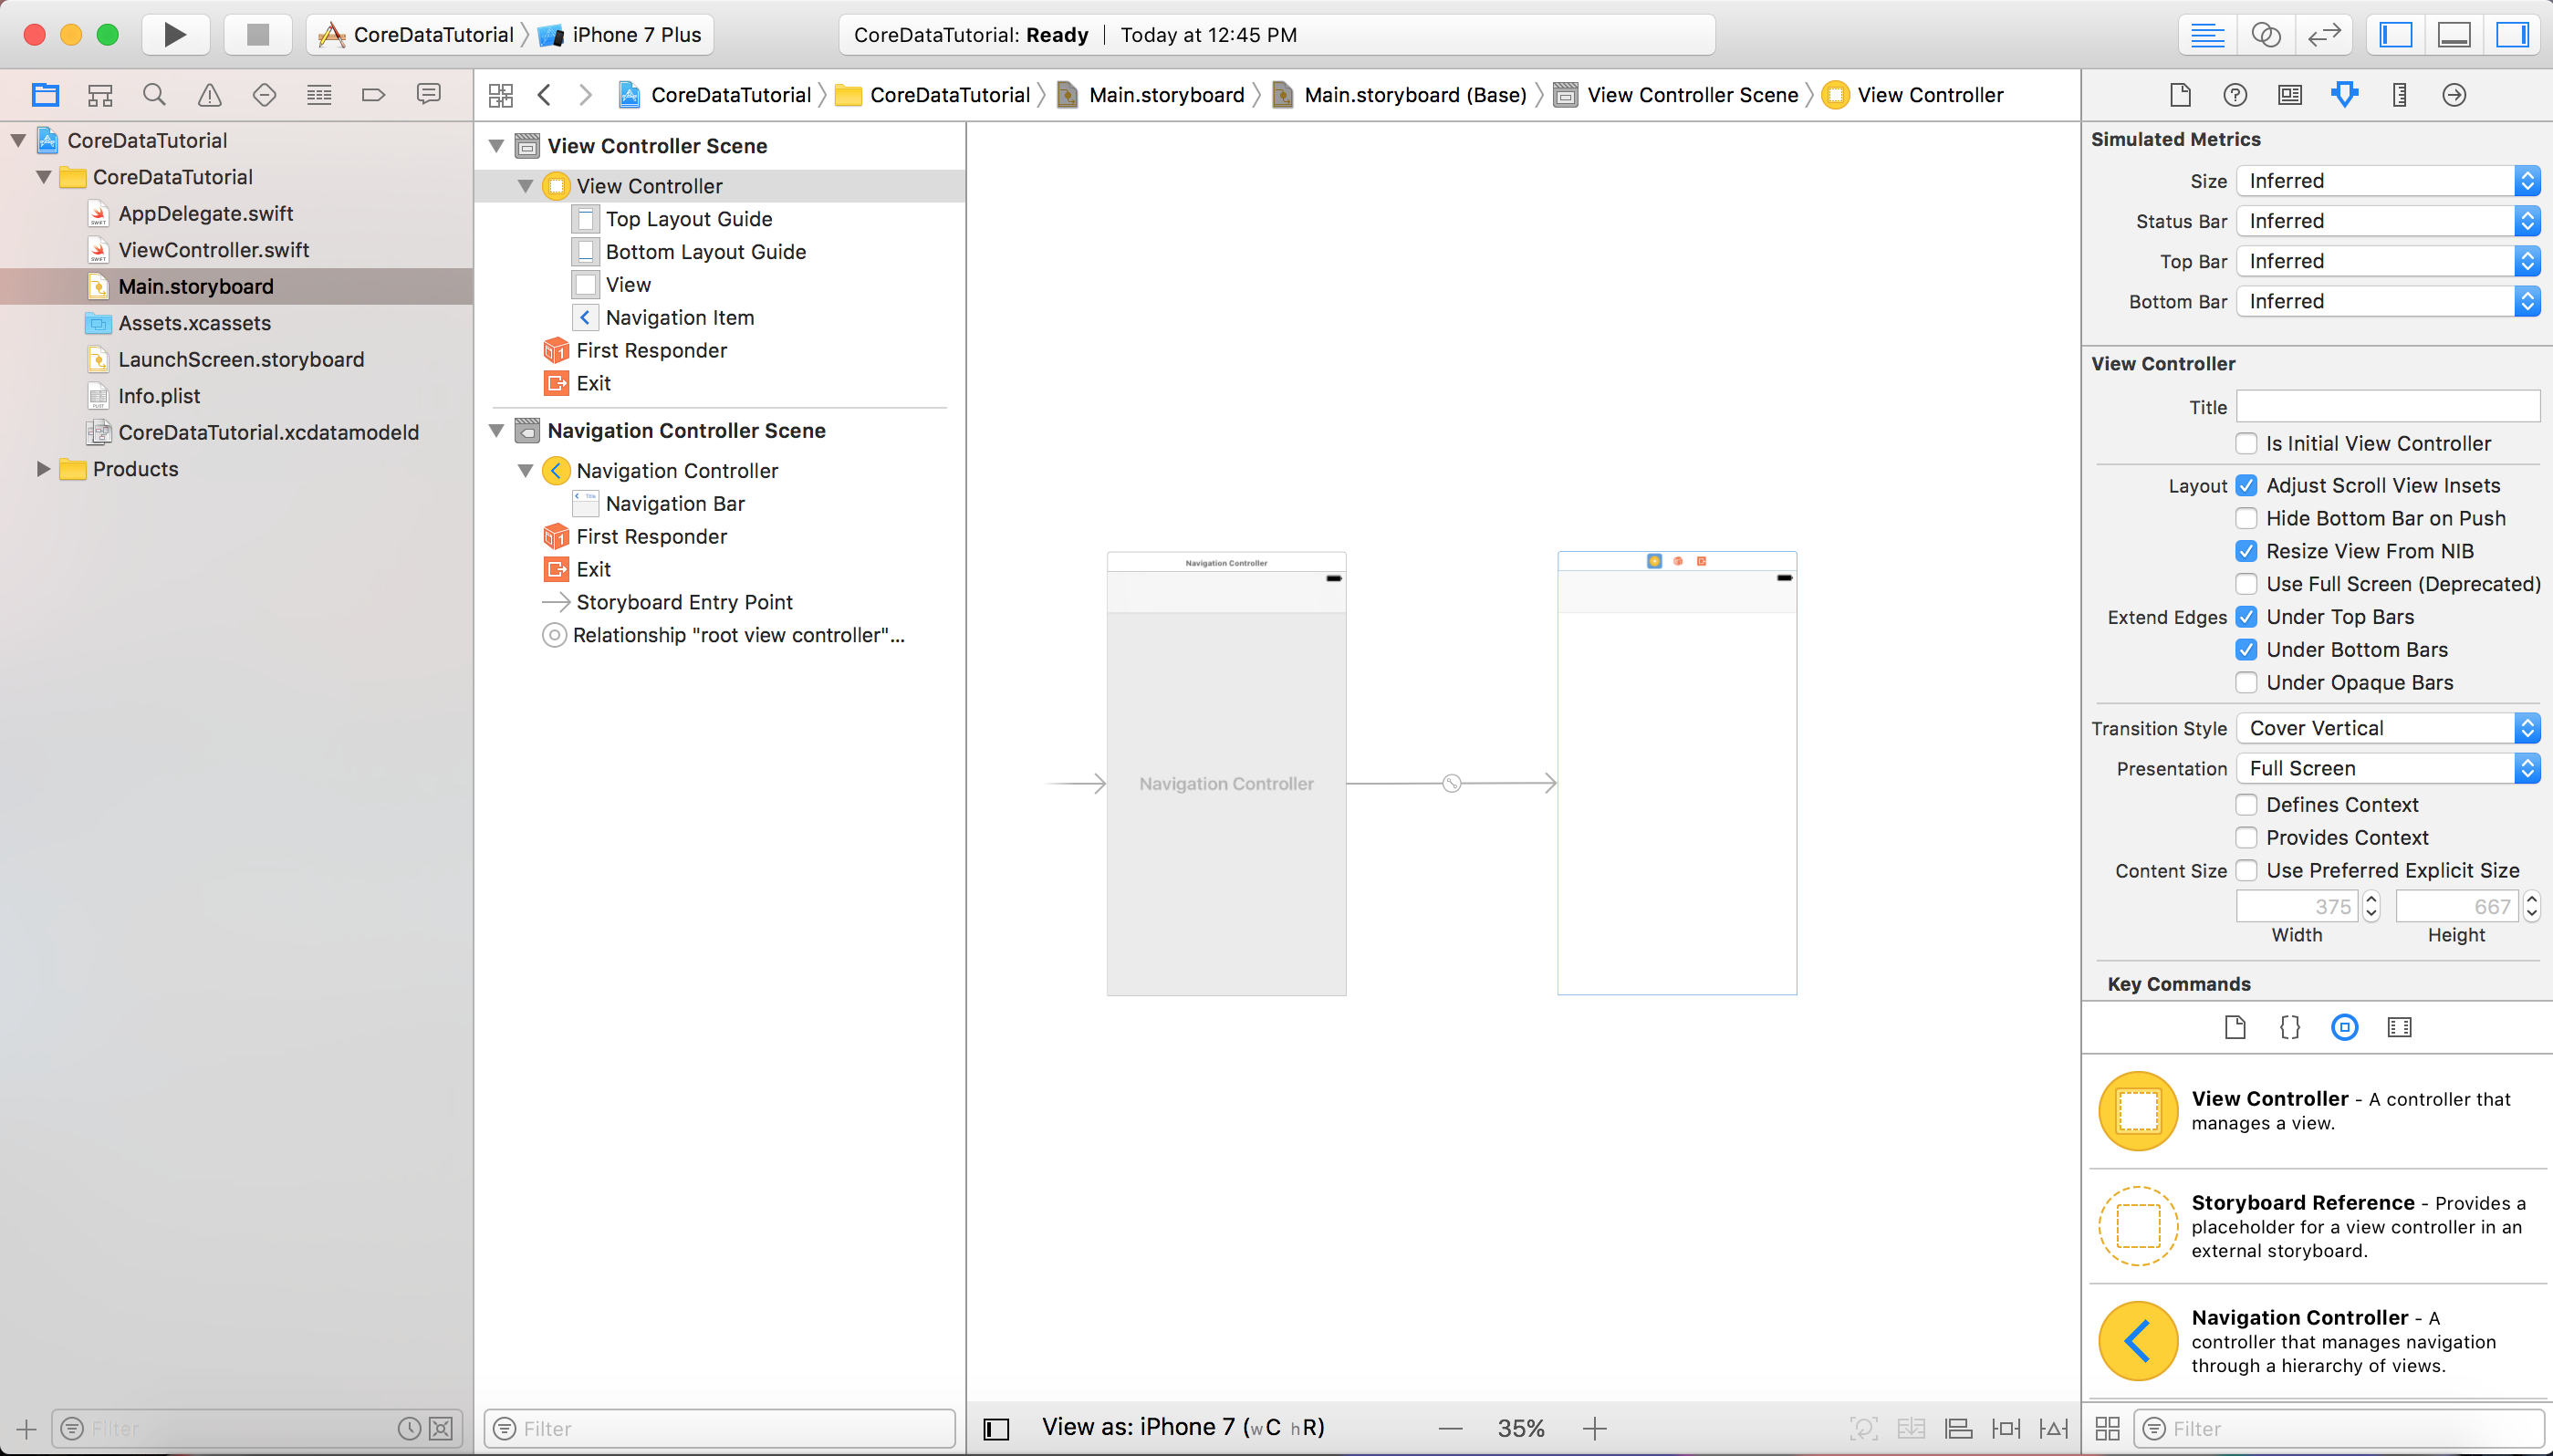 CoreDataTutorial
iPhone 7 Plus
CoreDataTutorial: Ready | Today at 12:45 PM
CoreDataTutorial
CoreDataTutorial
AppDelegate.swift
ViewController.swift
Main.storyboard
Assets.xcassets
LaunchScreen.storyboard
Info.plist
CoreDataTutorial.xcdatamodeld
Products
Filter
CoreDataTutorial
CoreDataTutorial
Main.storyboard
Main.storyboard (Base)
View Controller Scene
View Controller
View Controller Scene
View Controller
Top Layout Guide
Bottom Layout Guide
View
Navigation Item
First Responder
Exit
Navigation Controller Scene
Navigation Controller
Navigation Bar
First Responder
Exit
Storyboard Entry Point
Relationship "root view controller"...
Filter
Navigation Controller
Navigation Controller
View as: iPhone 7 (wC hR)
35%
Simulated Metrics
Size Inferred
Status Bar Inferred
Top Bar Inferred
Bottom Bar Inferred
View Controller
Title
Is Initial View Controller
Layout Adjust Scroll View Insets
Hide Bottom Bar on Push
Resize View From NIB
Use Full Screen (Deprecated)
Extend Edges Under Top Bars
Under Bottom Bars
Under Opaque Bars
Transition Style Cover Vertical
Presentation Full Screen
Defines Context
Provides Context
Content Size Use Preferred Explicit Size
375 667
Width Height
Key Commands
View Controller - A controller that
manages a view.
Storyboard Reference - Provides a
placeholder for a view controller in an
external storyboard.
Navigation Controller - A
controller that manages navigation
through a hierarchy of views.
Filter